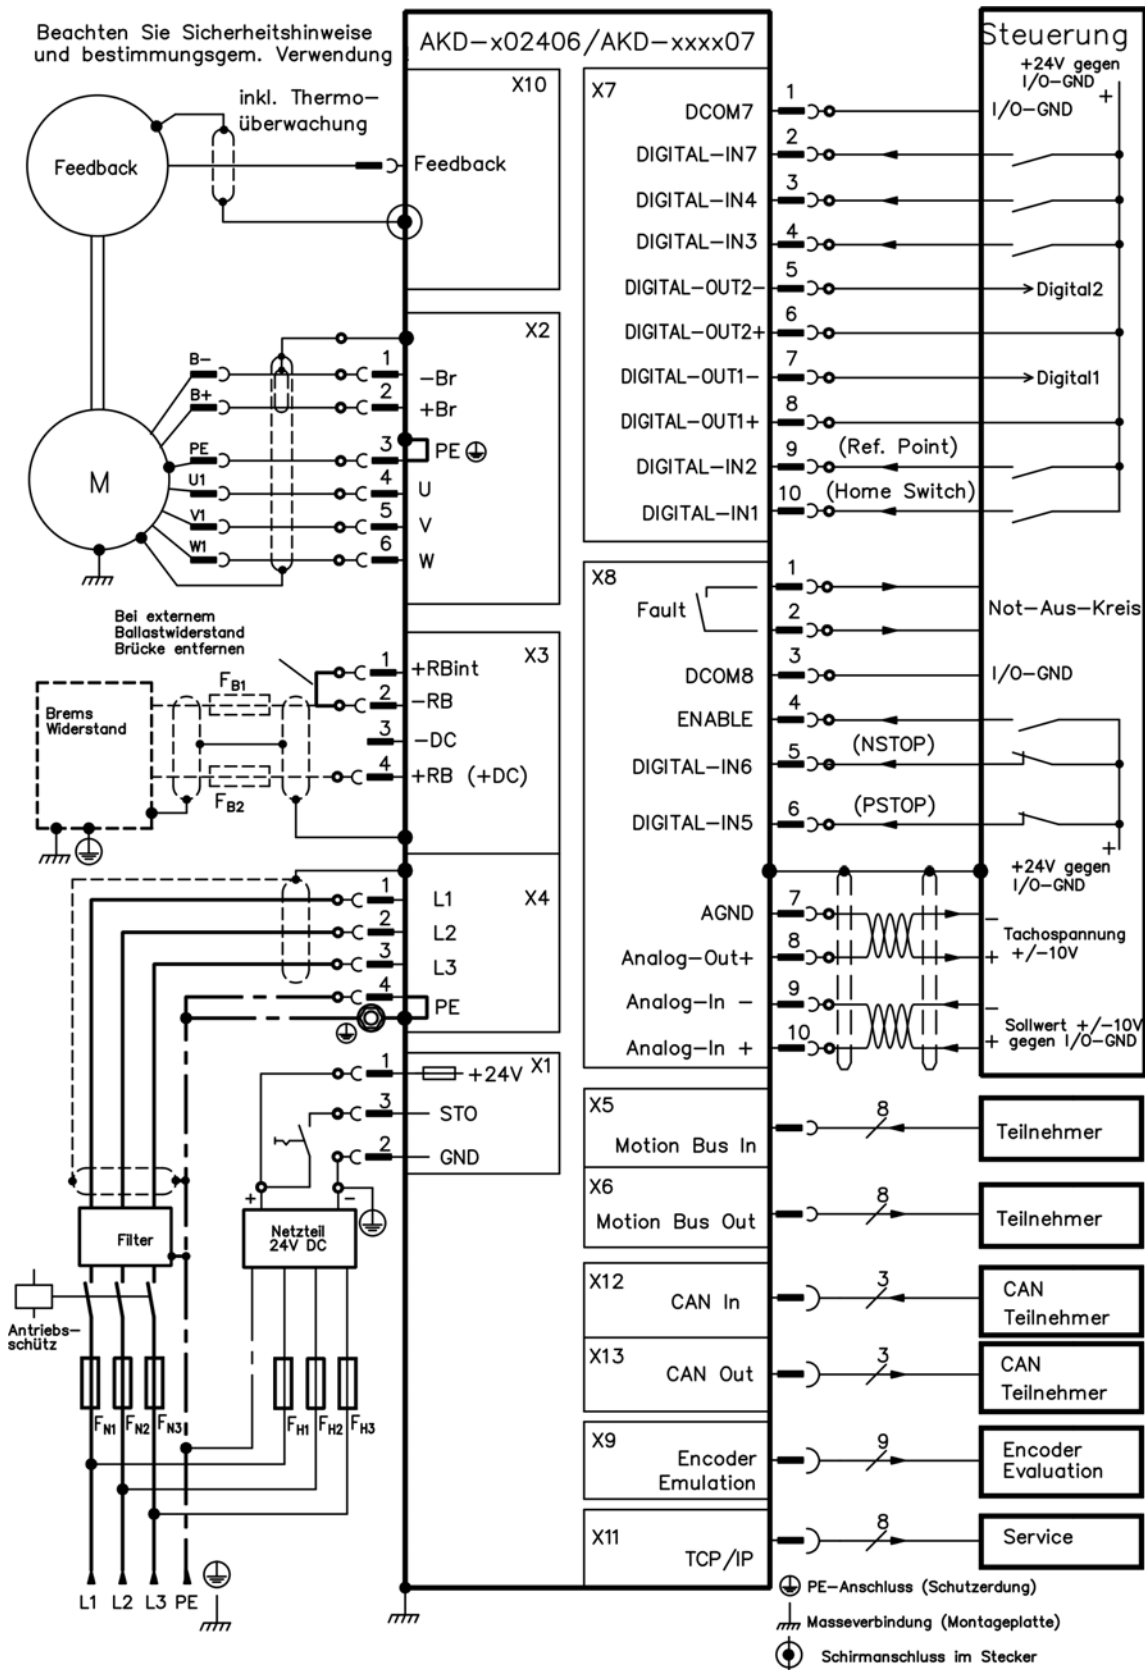 Beachten Sie Sicherheitshinweise
und bestimmungsgem. Verwendung
AKD-x02406/AKD-xxxx07
Steuerung
inkl. Thermo-
überwachung
Feedback
X10
Feedback
X2
B-
1
-Br
B+
2
+Br
PE
3
PE
M
U1
4
U
V1
5
V
W1
6
W
Bei externem
Ballastwiderstand
Brücke entfernen
X3
1
+RBint
FB1
2
-RB
Brems
Widerstand
3
-DC
4
+RB (+DC)
FB2
X4
1
L1
2
L2
3
L3
4
PE
X1
1
+24V
3
STO
2
GND
+
-
Filter
Netzteil
24V DC
Antriebs-
schütz
FN1
FN2
FN3
FH1
FH2
FH3
L1
L2
L3
PE
X7
+24V gegen
I/O-GND
+
DCOM7
1
I/O-GND
DIGITAL-IN7
2
DIGITAL-IN4
3
DIGITAL-IN3
4
DIGITAL-OUT2-
5
Digital2
DIGITAL-OUT2+
6
DIGITAL-OUT1-
7
Digital1
DIGITAL-OUT1+
8
DIGITAL-IN2
9
(Ref. Point)
DIGITAL-IN1
10
(Home Switch)
X8
Fault
1
2
Not-Aus-Kreis
DCOM8
3
I/O-GND
ENABLE
4
DIGITAL-IN6
5
(NSTOP)
DIGITAL-IN5
6
(PSTOP)
+
+24V gegen
I/O-GND
AGND
7
-
Analog-Out+
8
+
Tachospannung
+/-10V
Analog-In -
9
-
Analog-In +
10
+
Sollwert +/-10V
gegen I/O-GND
X5
Motion Bus In
8
Teilnehmer
X6
Motion Bus Out
8
Teilnehmer
X12
CAN In
3
CAN
Teilnehmer
X13
CAN Out
3
CAN
Teilnehmer
X9
Encoder
Emulation
9
Encoder
Evaluation
X11
TCP/IP
8
Service
PE-Anschluss (Schutzerdung)
Masseverbindung (Montageplatte)
Schirmanschluss im Stecker